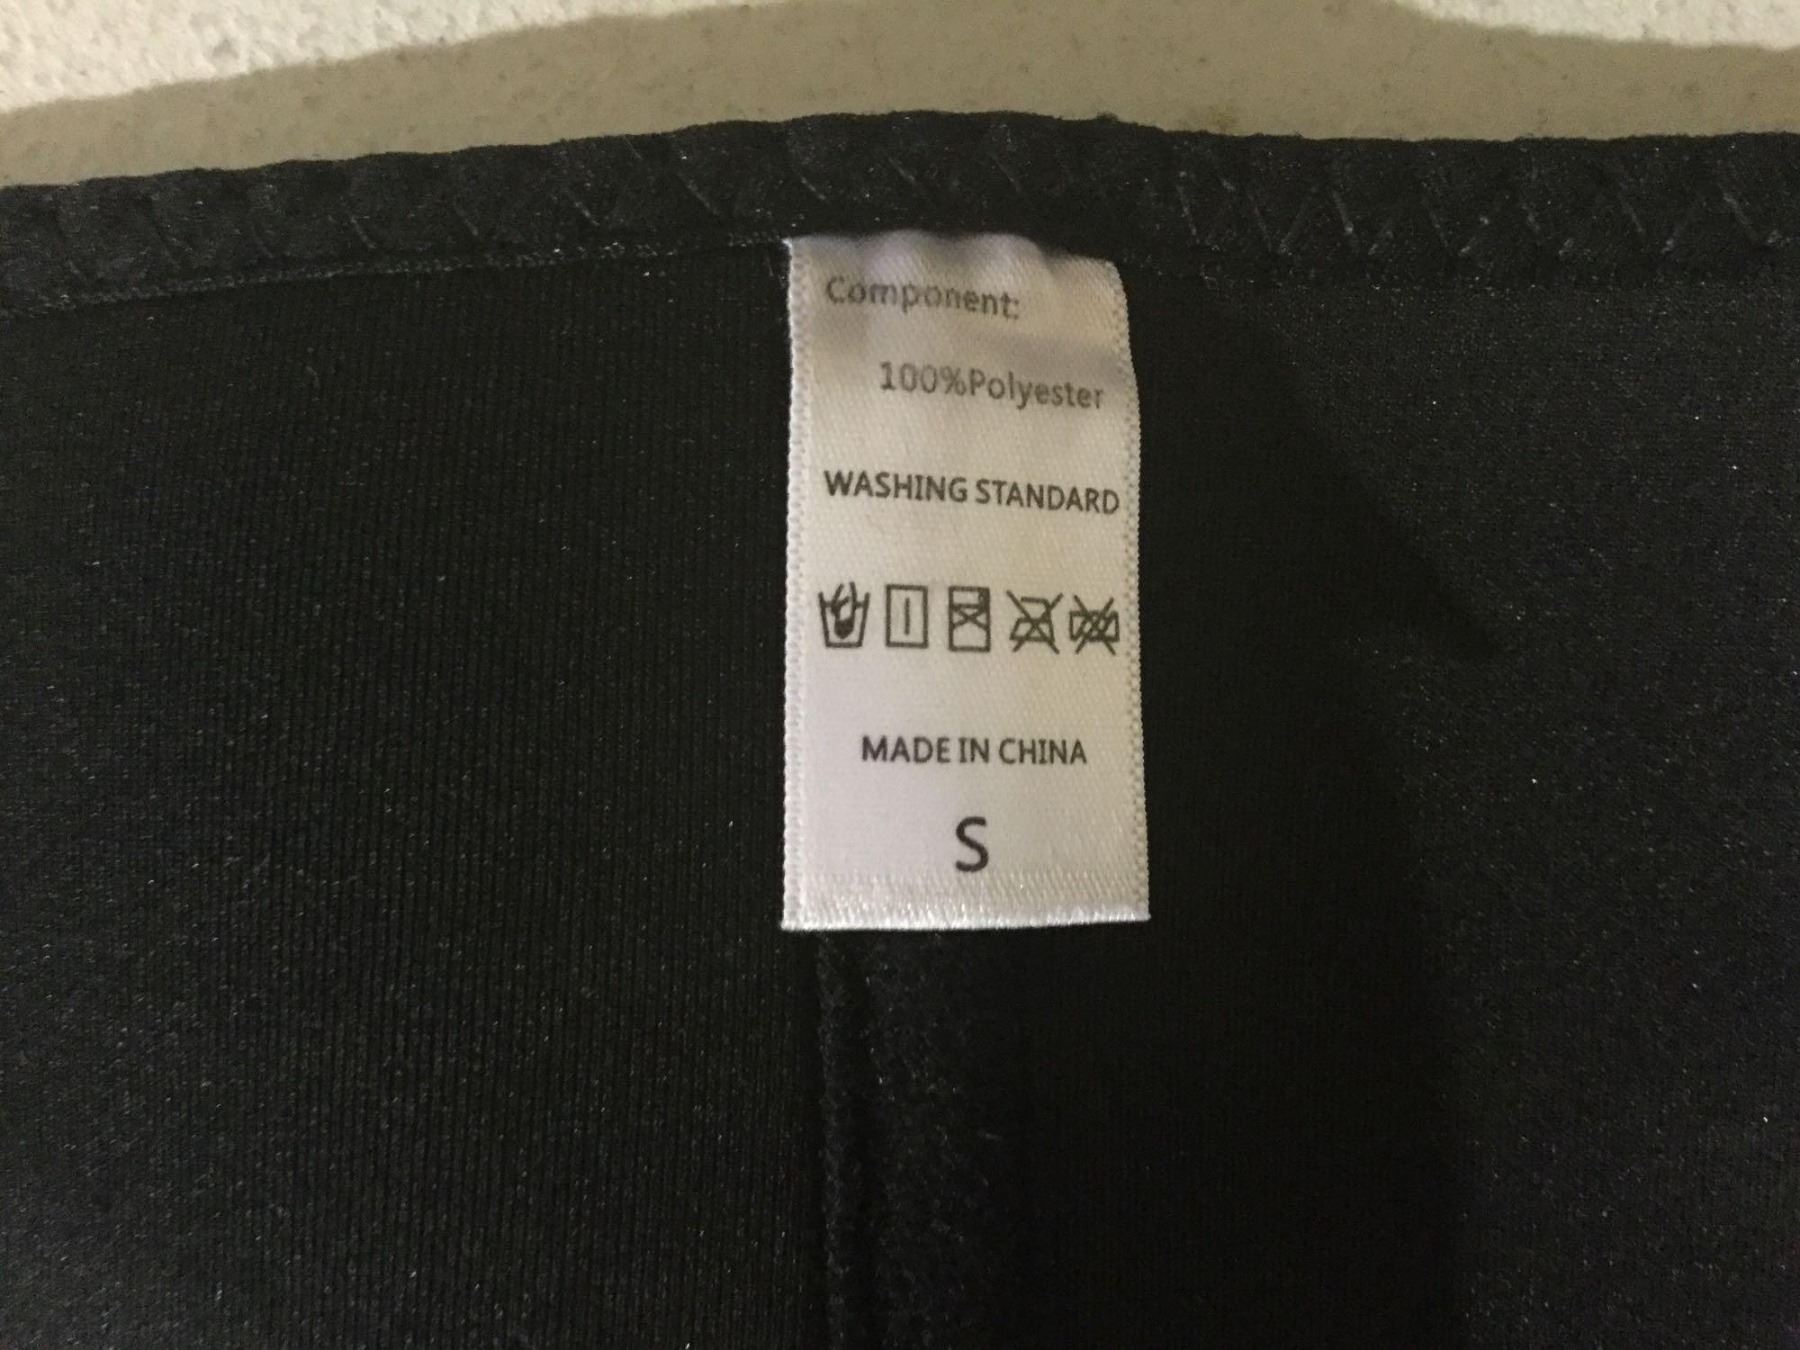 Component:
100%Polyester
WASHING STANDARD
MADE IN CHINA
S